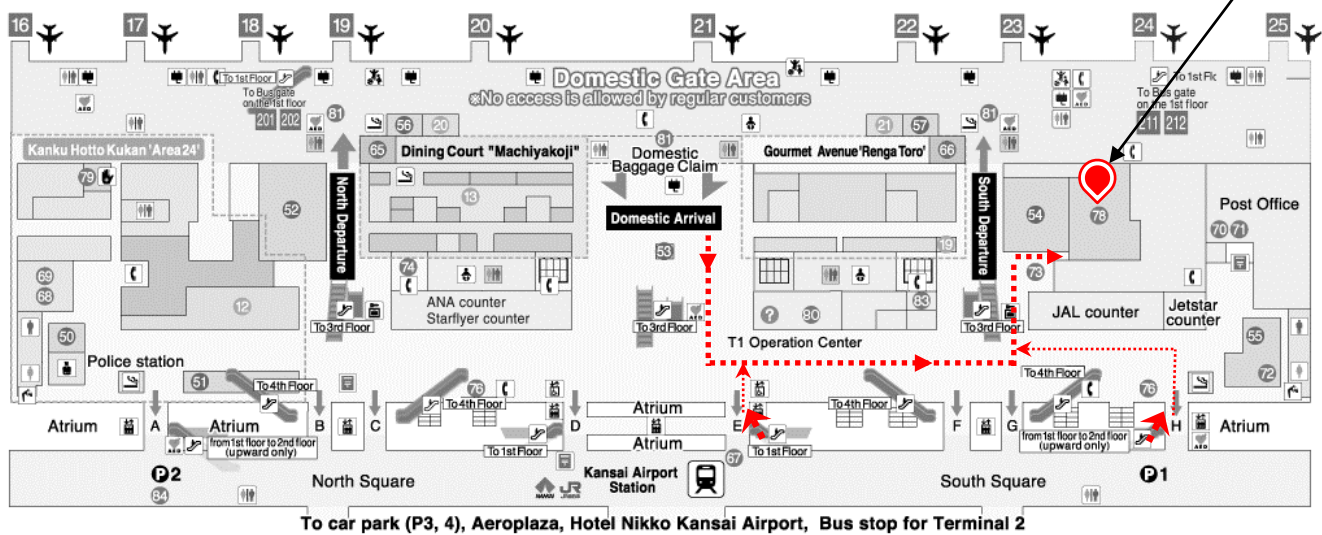 16 17 18 19 20 21 22 23 24 25
To 1st Floor
To Bus gate
on the 1st floor
201 202
AED
81
Domestic Gate Area
※No access is allowed by regular customers
To Bus gate
on the 1st floor
211 212
AED
81
Kanku Hotto Kukan 'Area24'
56 20
65
Dining Court "Machiyakoji"
81
Domestic
Baggage Claim
21 57
Gourmet Avenue 'Renga Toro'
66
79
52
North Departure
13
Domestic Arrival
South Departure
54
78
Post Office
70 71
53
19
69
68
12
74
73
ANA counter
Starflyer counter
83
80
?
JAL counter
Jetstar
counter
To 3rd Floor
To 3rd Floor
AED
To 3rd Floor
50
T1 Operation Center
55
72
Police station
51
To 4th Floor
76
To 4th Floor
To 4th Floor
To 4th Floor
76
A B C D E F G H
Atrium
Atrium
Atrium
Atrium
Atrium
AED
from 1st floor to 2nd floor
(upward only)
To 1st Floor
To 1st Floor
from 1st floor to 2nd floor
(upward only)
P2
84
North Square
NANKAI
JR
Kansai Airport
Station
67
South Square
P1
To car park (P3, 4), Aeroplaza, Hotel Nikko Kansai Airport, Bus stop for Terminal 2